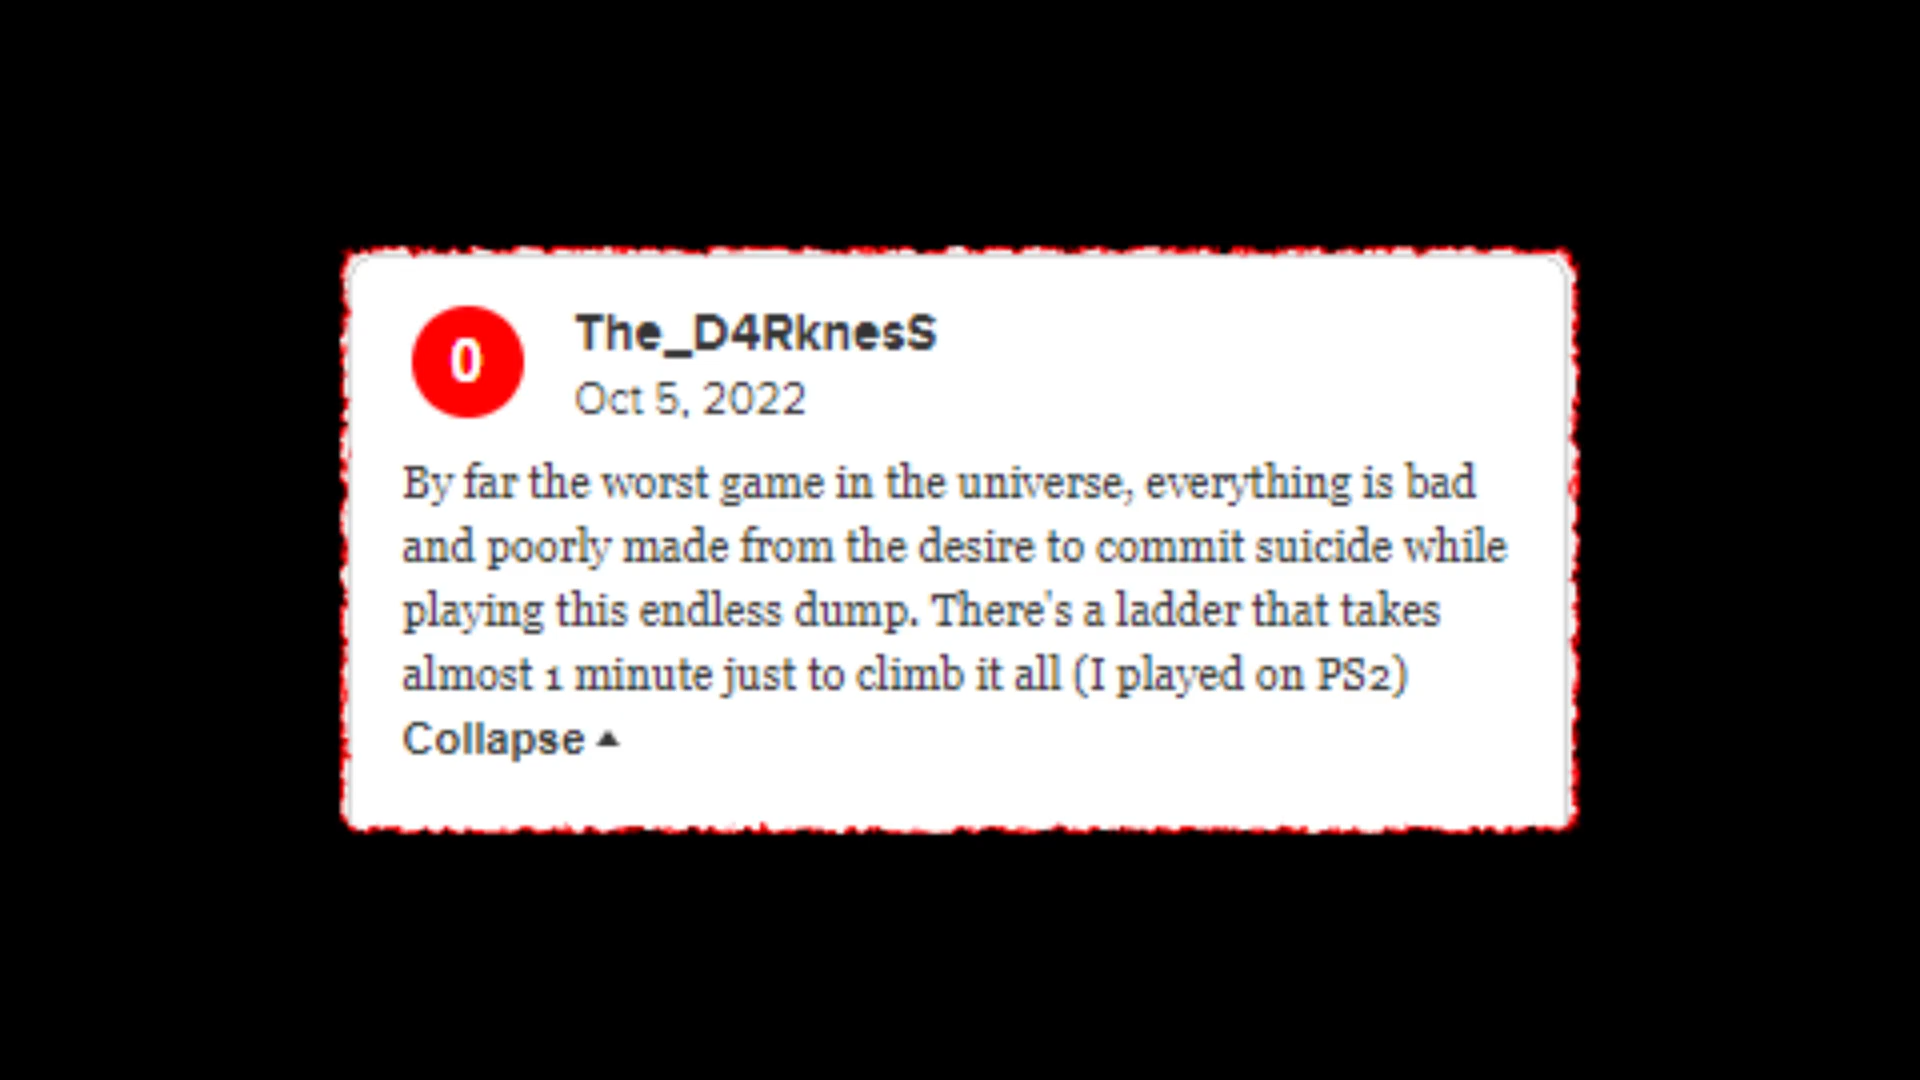 0
The_D4RknesS
Oct 5, 2022
By far the worst game in the universe, everything is bad
and poorly made from the desire to commit suicide while
playing this endless dump. There's a ladder that takes
almost 1 minute just to climb it all (I played on PS2)
Collapse ▲